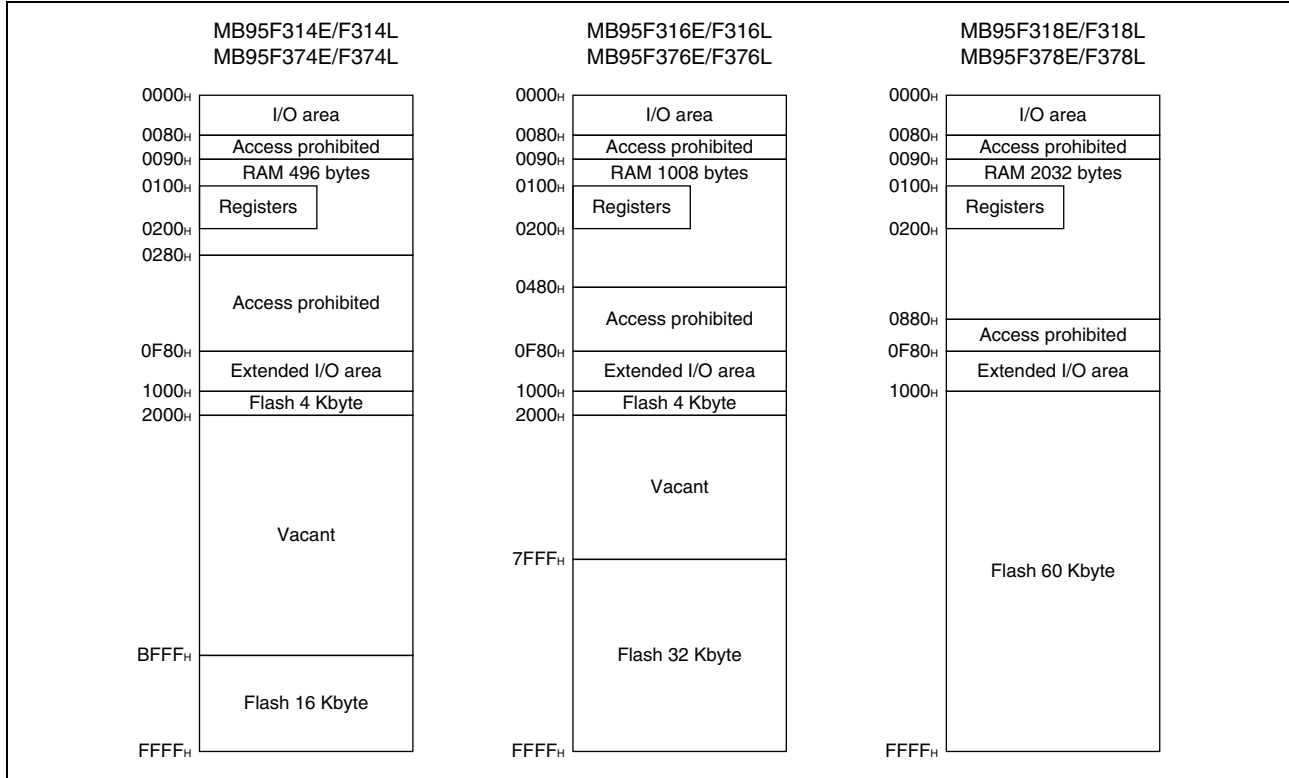 MB95F314E/F314L
MB95F374E/F374L
0000H
I/O area
0080H
Access prohibited
0090H
RAM 496 bytes
0100H
Registers
0200H
0280H
Access prohibited
0F80H
Extended I/O area
1000H
Flash 4 Kbyte
2000H
Vacant
BFFFH
Flash 16 Kbyte
FFFFH
MB95F316E/F316L
MB95F376E/F376L
0000H
I/O area
0080H
Access prohibited
0090H
RAM 1008 bytes
0100H
Registers
0200H
0480H
Access prohibited
0F80H
Extended I/O area
1000H
Flash 4 Kbyte
2000H
Vacant
7FFFH
Flash 32 Kbyte
FFFFH
MB95F318E/F318L
MB95F378E/F378L
0000H
I/O area
0080H
Access prohibited
0090H
RAM 2032 bytes
0100H
Registers
0200H
0880H
Access prohibited
0F80H
Extended I/O area
1000H
Flash 60 Kbyte
FFFFH